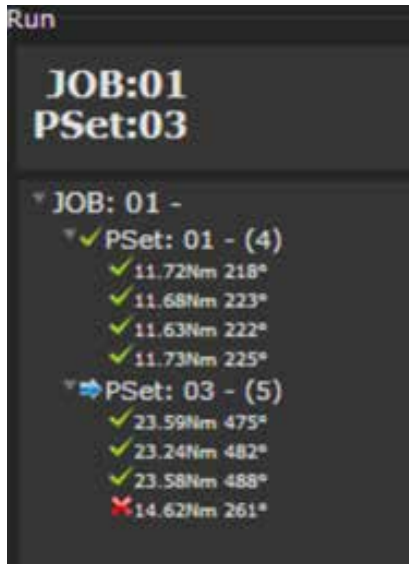 Run
JOB:01
PSet:03
JOB: 01 -
PSet: 01 - (4)
11.72Nm 218°
11.68Nm 223°
11.63Nm 222°
11.73Nm 225°
PSet: 03 - (5)
23.59Nm 475°
23.24Nm 482°
23.58Nm 488°
14.62Nm 261°